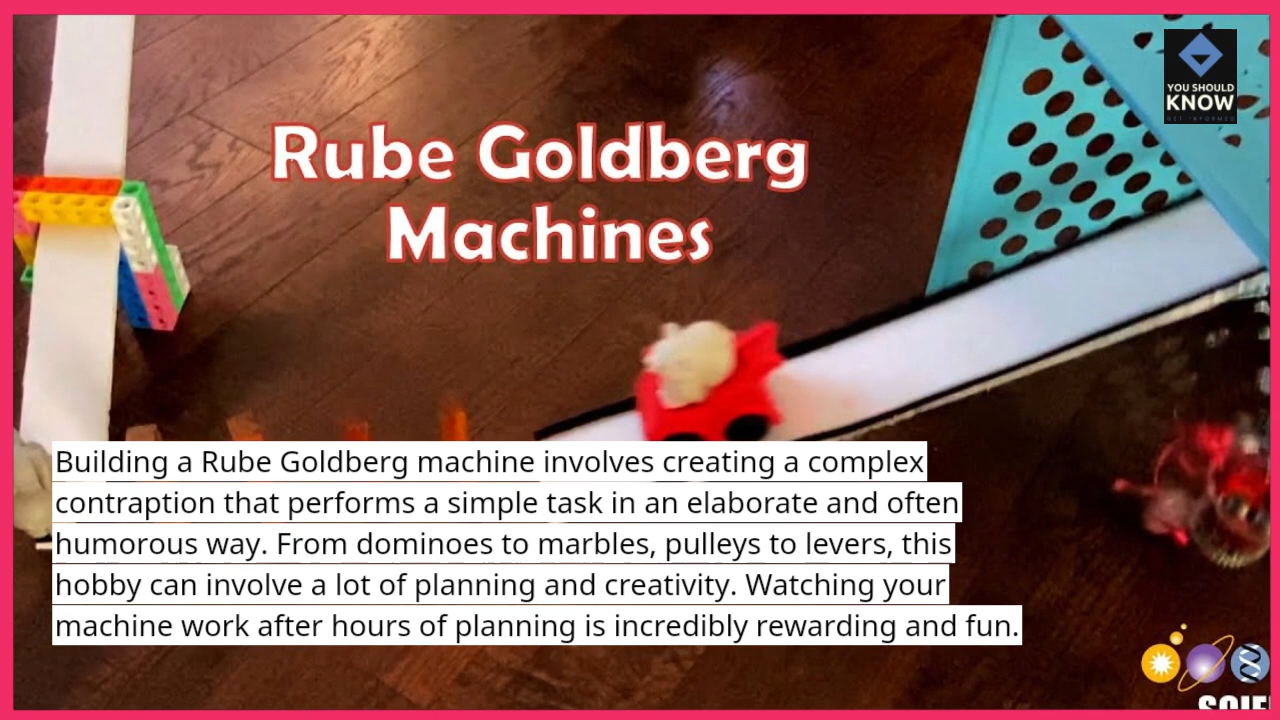 YOU SHOULD
KNOW
GET INFORMED
Rube Goldberg
Machines
Building a Rube Goldberg machine involves creating a complex
contraption that performs a simple task in an elaborate and often
humorous way. From dominoes to marbles, pulleys to levers, this
hobby can involve a lot of planning and creativity. Watching your
machine work after hours of planning is incredibly rewarding and fun.